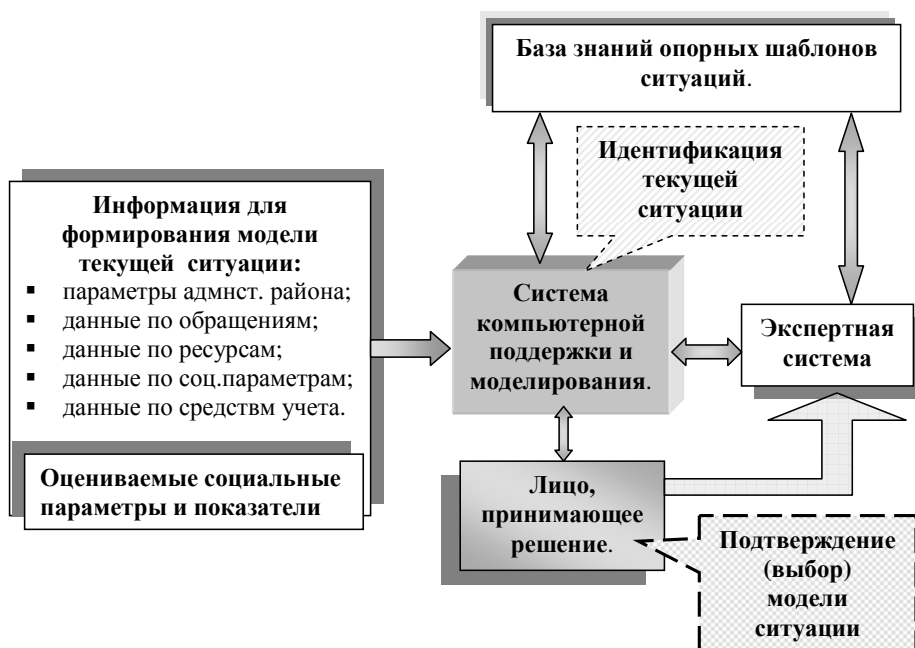 База знаний опорных шаблонов
ситуаций.
Идентификация
текущей
ситуации
Информация для
формирования модели
текущей ситуации:
▪ параметры адмнст. района;
▪ данные по обращениям;
▪ данные по ресурсам;
▪ данные по соц.параметрам;
▪ данные по средствм учета.
Оцениваемые социальные
параметры и показатели
Система
компьютерной
поддержки и
моделирования.
Экспертная
система
Лицо,
принимающее
решение.
Подтверждение
(выбор)
модели
ситуации